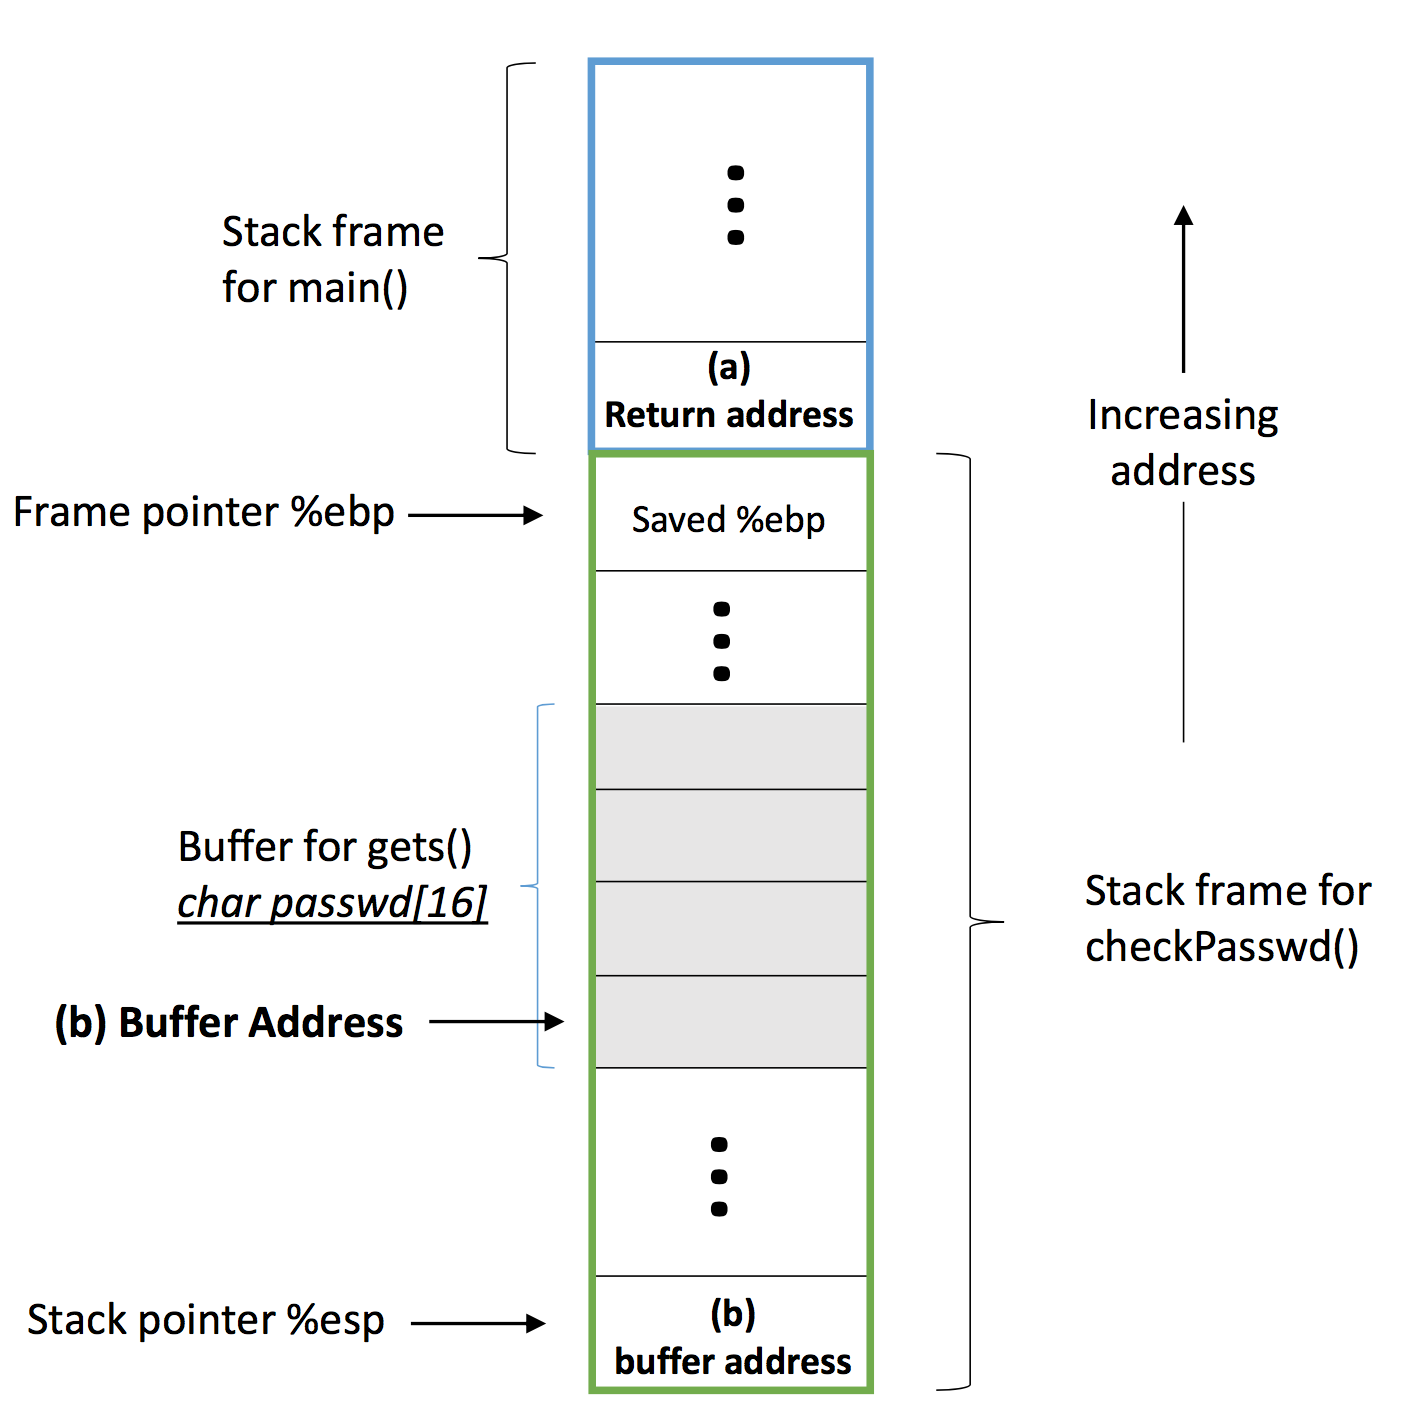 Stack frame
for main()
(a)
Return address
Increasing
address
Frame pointer %ebp
Saved %ebp
Buffer for gets()
char passwd[16]
(b) Buffer Address
Stack frame for
checkPasswd()
Stack pointer %esp
(b)
buffer address